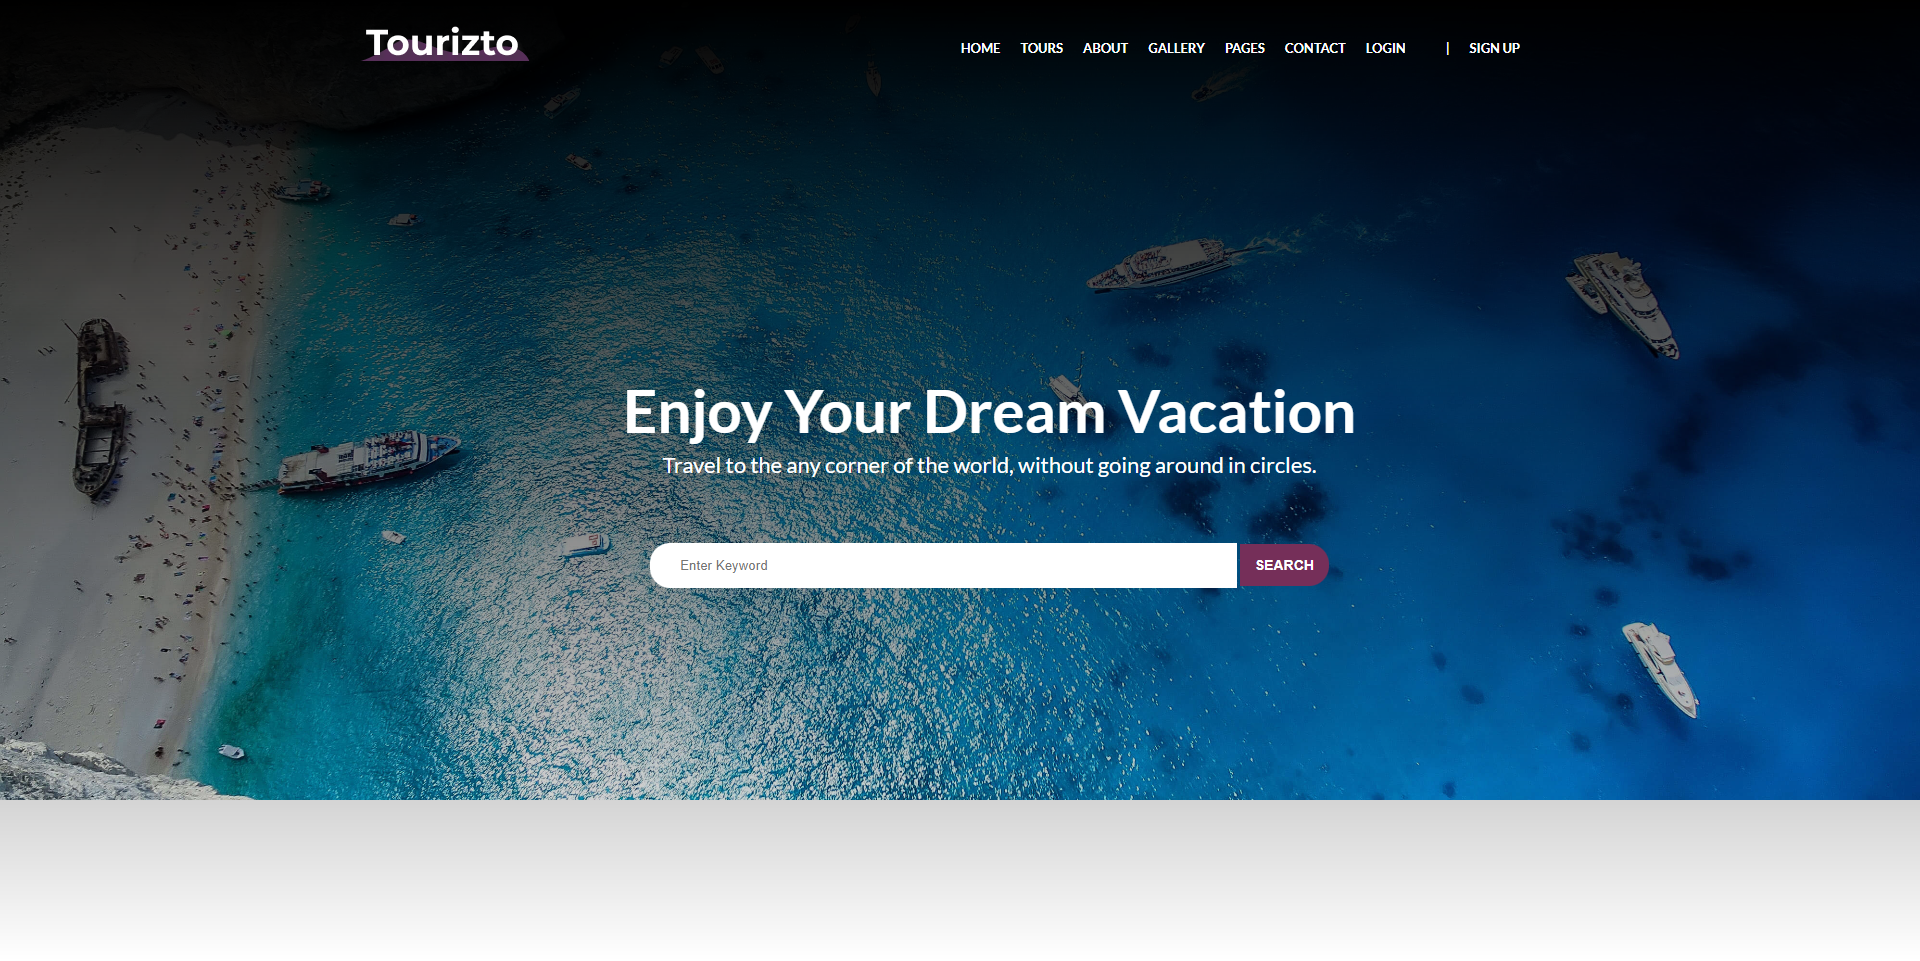 Tourizto
HOME TOURS ABOUT GALLERY PAGES CONTACT LOGIN | SIGN UP
Enjoy Your Dream Vacation
Travel to the any corner of the world, without going around in circles.
Enter Keyword SEARCH